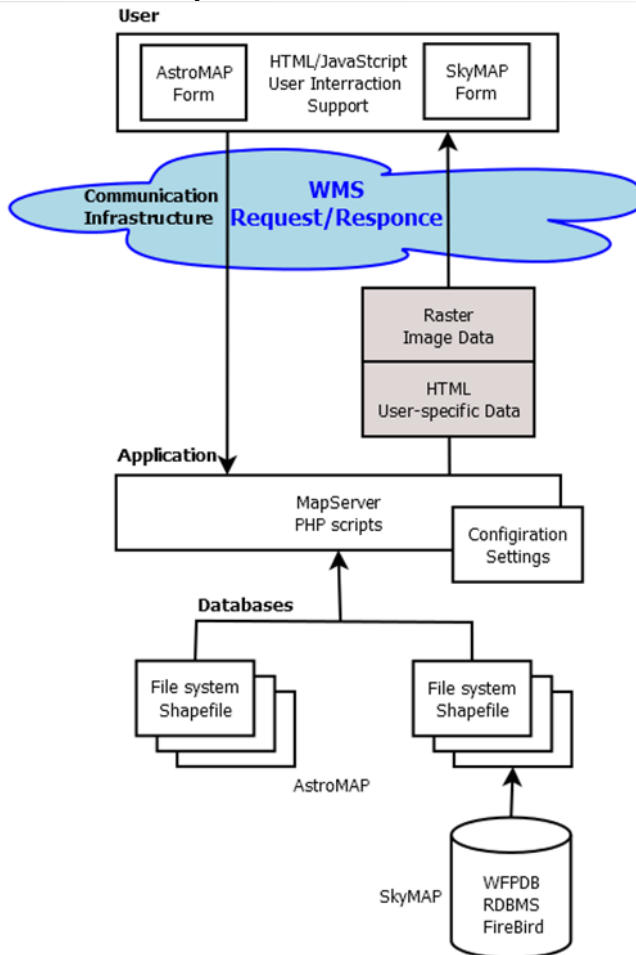 User
AstroMAP
Form
HTML/JavaStcript
User Interraction
Support
SkyMAP
Form
Communication
Infrastructure
WMS
Request/Responce
Raster
Image Data
HTML
User-specific Data
Application
MapServer
PHP scripts
Configiration
Settings
Databases
File system
Shapefile
File system
Shapefile
AstroMAP
SkyMAP
WFPDB
RDBMS
FireBird